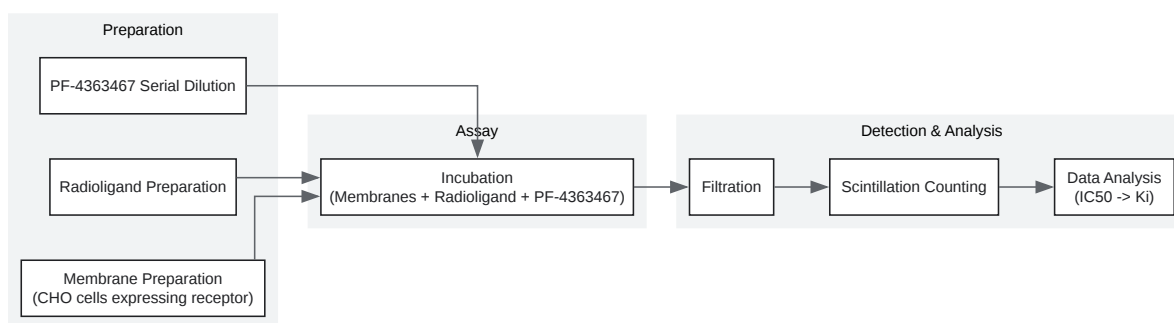 Preparation
PF-4363467 Serial Dilution
Radioligand Preparation
Membrane Preparation
(CHO cells expressing receptor)
Assay
Incubation
(Membranes + Radioligand + PF-4363467)
Detection & Analysis
Filtration
Scintillation Counting
Data Analysis
(IC50 -> Ki)